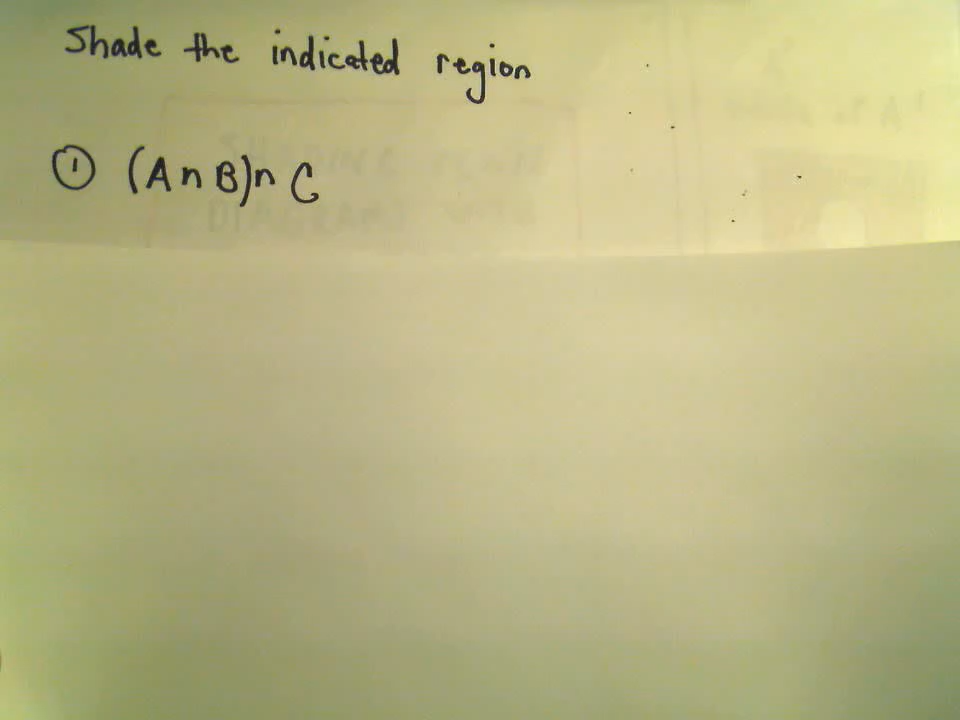 Shade the indicated region
① (A ∩ B) ∩ C